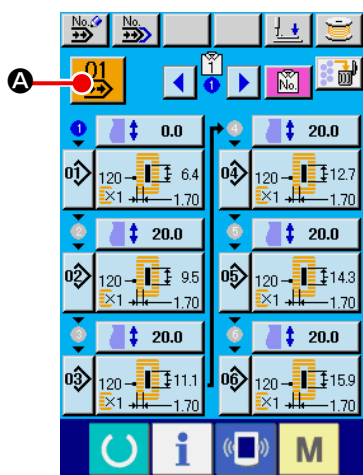 No. No.
A 01 1 No.
1
1 0.0 4 20.0
01 120 6.4 04 120 12.7
×1 1.70 ×1 1.70
2 20.0 5 20.0
02 120 9.5 05 120 14.3
×1 1.70 ×1 1.70
3 20.0 6 20.0
03 120 11.1 06 120 15.9
×1 1.70 ×1 1.70
i M